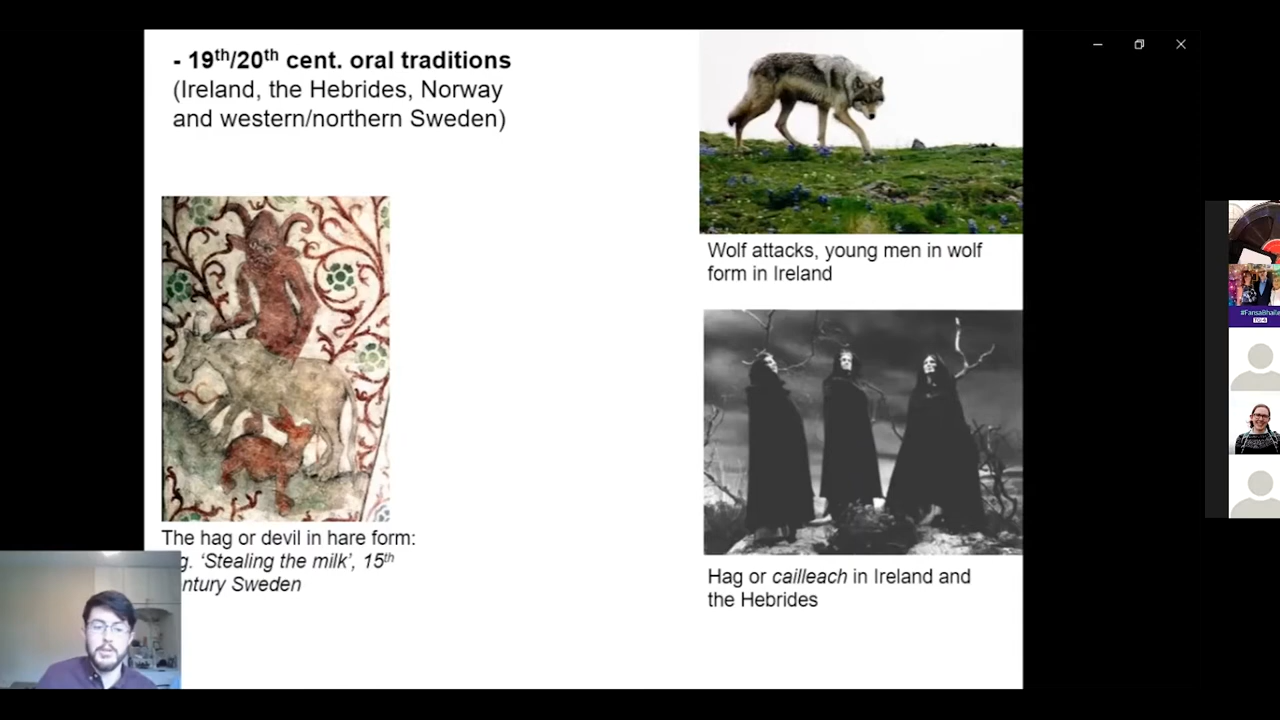 - 19th/20th cent. oral traditions
(Ireland, the Hebrides, Norway
and western/northern Sweden)
Wolf attacks, young men in wolf
form in Ireland
The hag or devil in hare form:
g. ‘Stealing the milk’, 15th
ntury Sweden
Hag or cailleach in Ireland and
the Hebrides